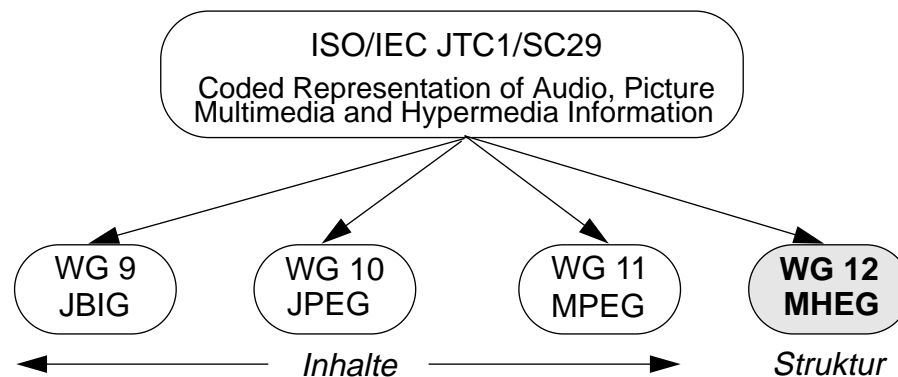 ISO/IEC JTC1/SC29
Coded Representation of Audio, Picture
Multimedia and Hypermedia Information
WG 9
JBIG
WG 10
JPEG
WG 11
MPEG
WG 12
MHEG
Inhalte
Struktur